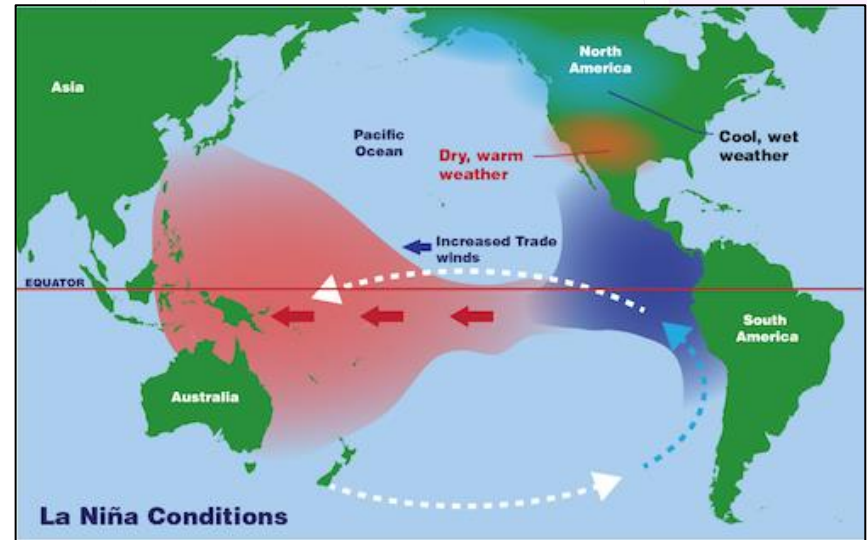 Asia
North
America
Pacific
Ocean
Dry, warm
weather
Cool, wet
weather
Increased Trade
winds
EQUATOR
South
America
Australia
La Niña Conditions